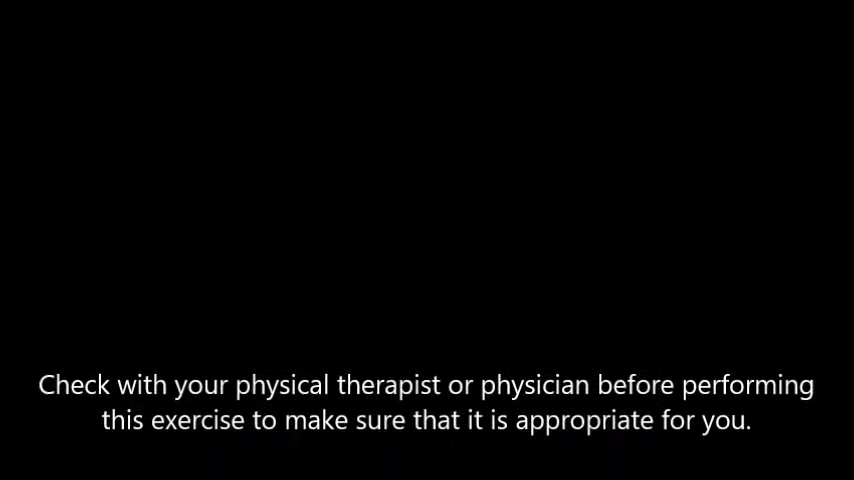 Check with your physical therapist or physician before performing
this exercise to make sure that it is appropriate for you.